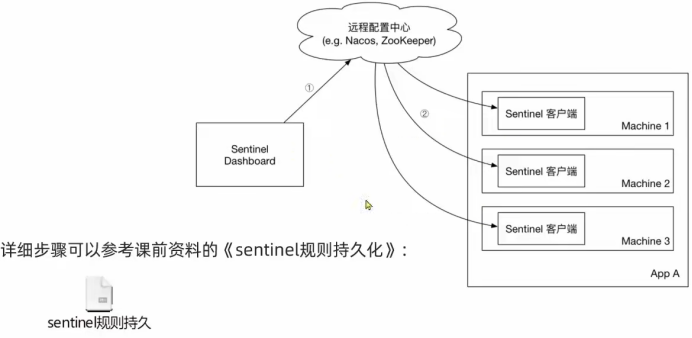 远程配置中心
(e.g. Nacos, ZooKeeper)
①
②
Sentinel
Dashboard
Sentinel 客户端
Machine 1
Sentinel 客户端
Machine 2
Sentinel 客户端
Machine 3
App A
详细步骤可以参考课前资料的《sentinel规则持久化》:
sentinel规则持久